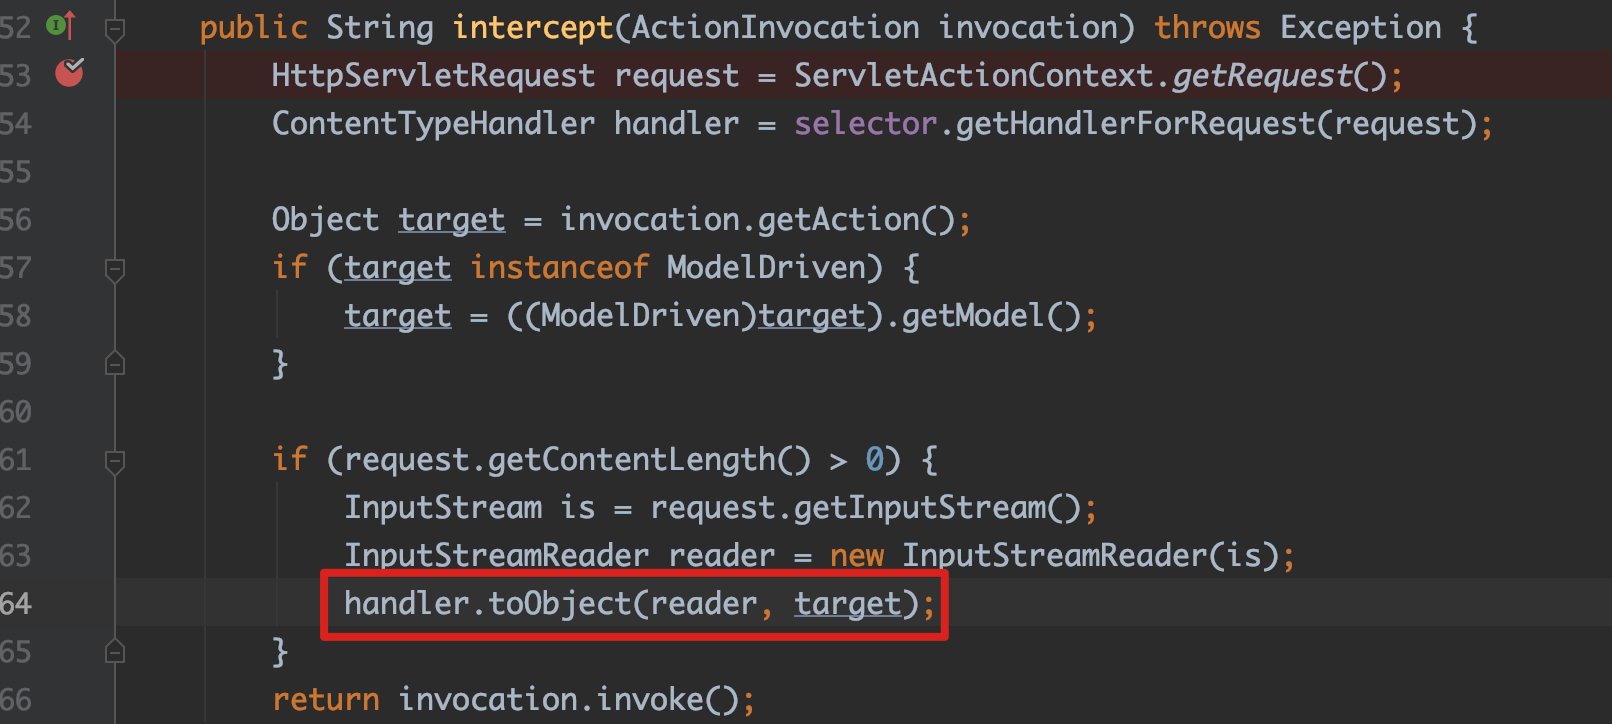 52 public String intercept(ActionInvocation invocation) throws Exception {
53 HttpServletRequest request = ServletActionContext.getRequest();
54 ContentTypeHandler handler = selector.getHandlerForRequest(request);
55
56 Object target = invocation.getAction();
57 if (target instanceof ModelDriven) {
58 target = ((ModelDriven)target).getModel();
59 }
60
61 if (request.getContentLength() > 0) {
62 InputStream is = request.getInputStream();
63 InputStreamReader reader = new InputStreamReader(is);
64 handler.toObject(reader, target);
65 }
66 return invocation.invoke();